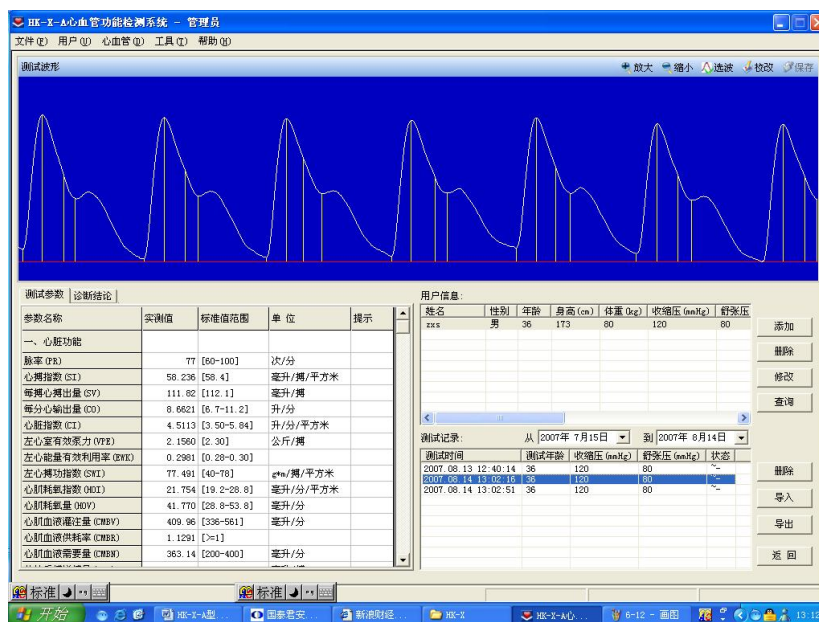 HK-X-A心血管功能检测系统 - 管理员
文件(F) 用户(U) 心血管(D) 工具(T) 帮助(H)
测试波形 放大 缩小 选波 校改 保存
测试参数 诊断结论
参数名称 实测值 标准值范围 单 位 提示
一、心脏功能
脉率(PR) 77 [60-100] 次/分
心搏指数(SI) 58.236 [58.4] 毫升/搏/平方米
每搏心搏出量(SV) 111.82 [112.1] 毫升/搏
每分心输出量(CO) 8.6621 [6.7-11.2] 升/分
心脏指数(CI) 4.5113 [3.50-5.84] 升/分/平方米
左心室有效泵力(VPE) 2.1560 [2.30] 公斤/搏
左心能量有效利用率(EWK) 0.2981 [0.28-0.30]
左心搏功指数(SWI) 77.491 [40-78] g*m/搏/平方米
心肌耗氧指数(HOI) 21.754 [19.2-28.8] 毫升/分/平方米
心肌耗氧量(HOV) 41.770 [28.8-53.8] 毫升/分
心肌血液灌注量(CMBV) 409.96 [336-561] 毫升/分
心肌血液供耗率(CMBR) 1.1291 [>=1]
心肌血液需要量(CMBN) 363.14 [200-400] 毫升/分
用户信息:
姓名 性别 年龄 身高(cm) 体重(kg) 收缩压(mmHg) 舒张压
zxs 男 36 173 80 120 80
添加
删除
修改
查询
测试记录: 从 2007年 7月15日 到 2007年 8月14日
测试时间 测试年龄 收缩压(mmHg) 舒张压(mmHg) 状态
2007.08.13 12:40:14 36 120 80 ~-
2007.08.14 13:02:16 36 120 80 ~-
2007.08.14 13:02:51 36 120 80 ~-
删除
导入
导出
返 回
标准 标准
开始 HK-X-A型... 国泰君安... 新浪财经... HK-X HK-X-A心... 6-12 - 画图 13:12